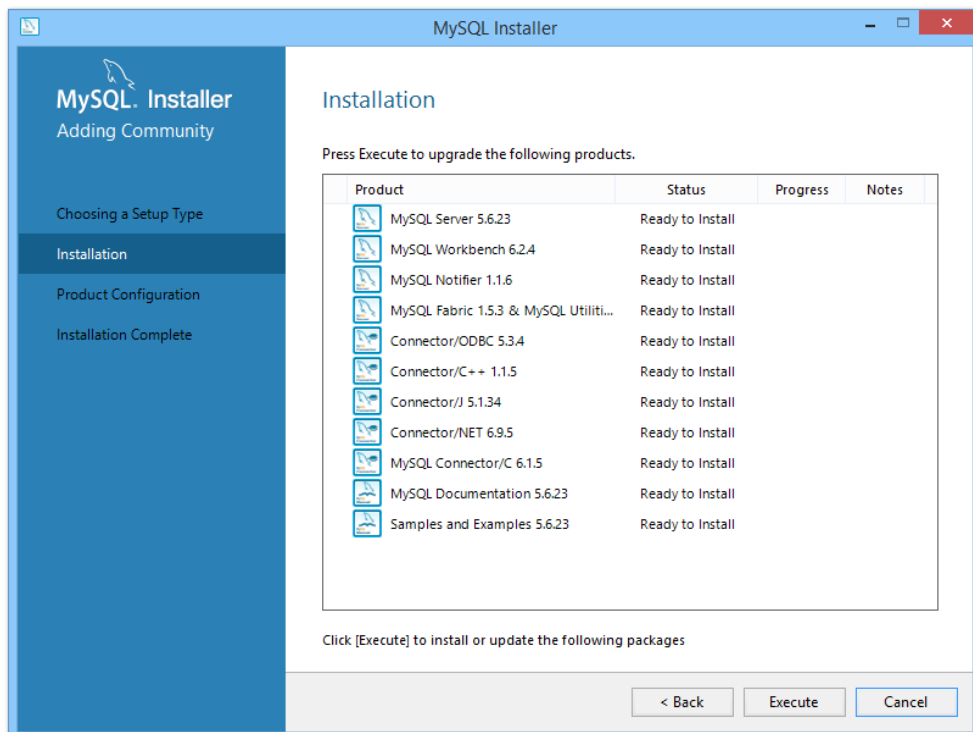 MySQL Installer
MySQL. Installer
Adding Community
Choosing a Setup Type
Installation
Product Configuration
Installation Complete
Installation
Press Execute to upgrade the following products.
Product Status Progress Notes
MySQL Server 5.6.23 Ready to Install
MySQL Workbench 6.2.4 Ready to Install
MySQL Notifier 1.1.6 Ready to Install
MySQL Fabric 1.5.3 & MySQL Utiliti... Ready to Install
Connector/ODBC 5.3.4 Ready to Install
Connector/C++ 1.1.5 Ready to Install
Connector/J 5.1.34 Ready to Install
Connector/NET 6.9.5 Ready to Install
MySQL Connector/C 6.1.5 Ready to Install
MySQL Documentation 5.6.23 Ready to Install
Samples and Examples 5.6.23 Ready to Install
Click [Execute] to install or update the following packages
< Back Execute Cancel